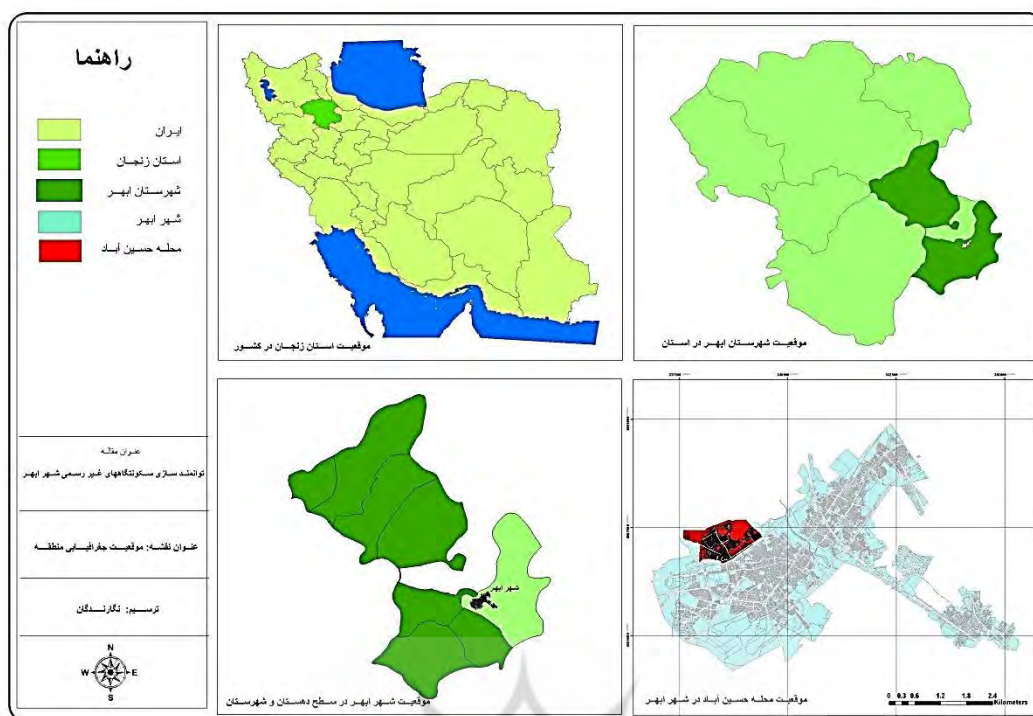 راهنما
ایران
استان زنجان
شهرستان ابهر
شهر ابهر
محله حسین آباد
عنوان مقاله
توانمند سازی سکونتگاههای غیر رسمی شهر ابهر
عنوان نقشه: موقعیت جغرافیایی منطقه
ترسیم: نگارندگان
N
W E
S
موقعیت استان زنجان در کشور
موقعیت شهرستان ابهر در استان
شهر ابهر
موقعیت شهر ابهر در سطح دهستان و شهرستان
موقعیت محله حسین آباد در شهر ابهر
0 0.3 0.6 1.2 1.8 2.4
Kilometers